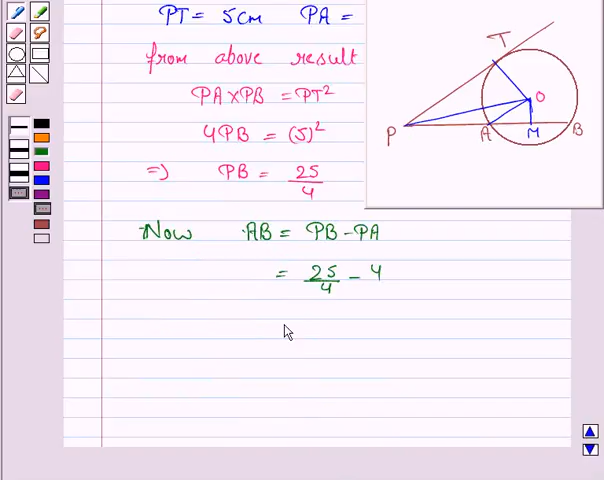 PT = 5cm PA =
from above result
PA×PB = PT²
4PB = (5)²
=> PB = 25/4
Now AB = PB - PA
= 25/4 - 4
T
O
P
A
M
B